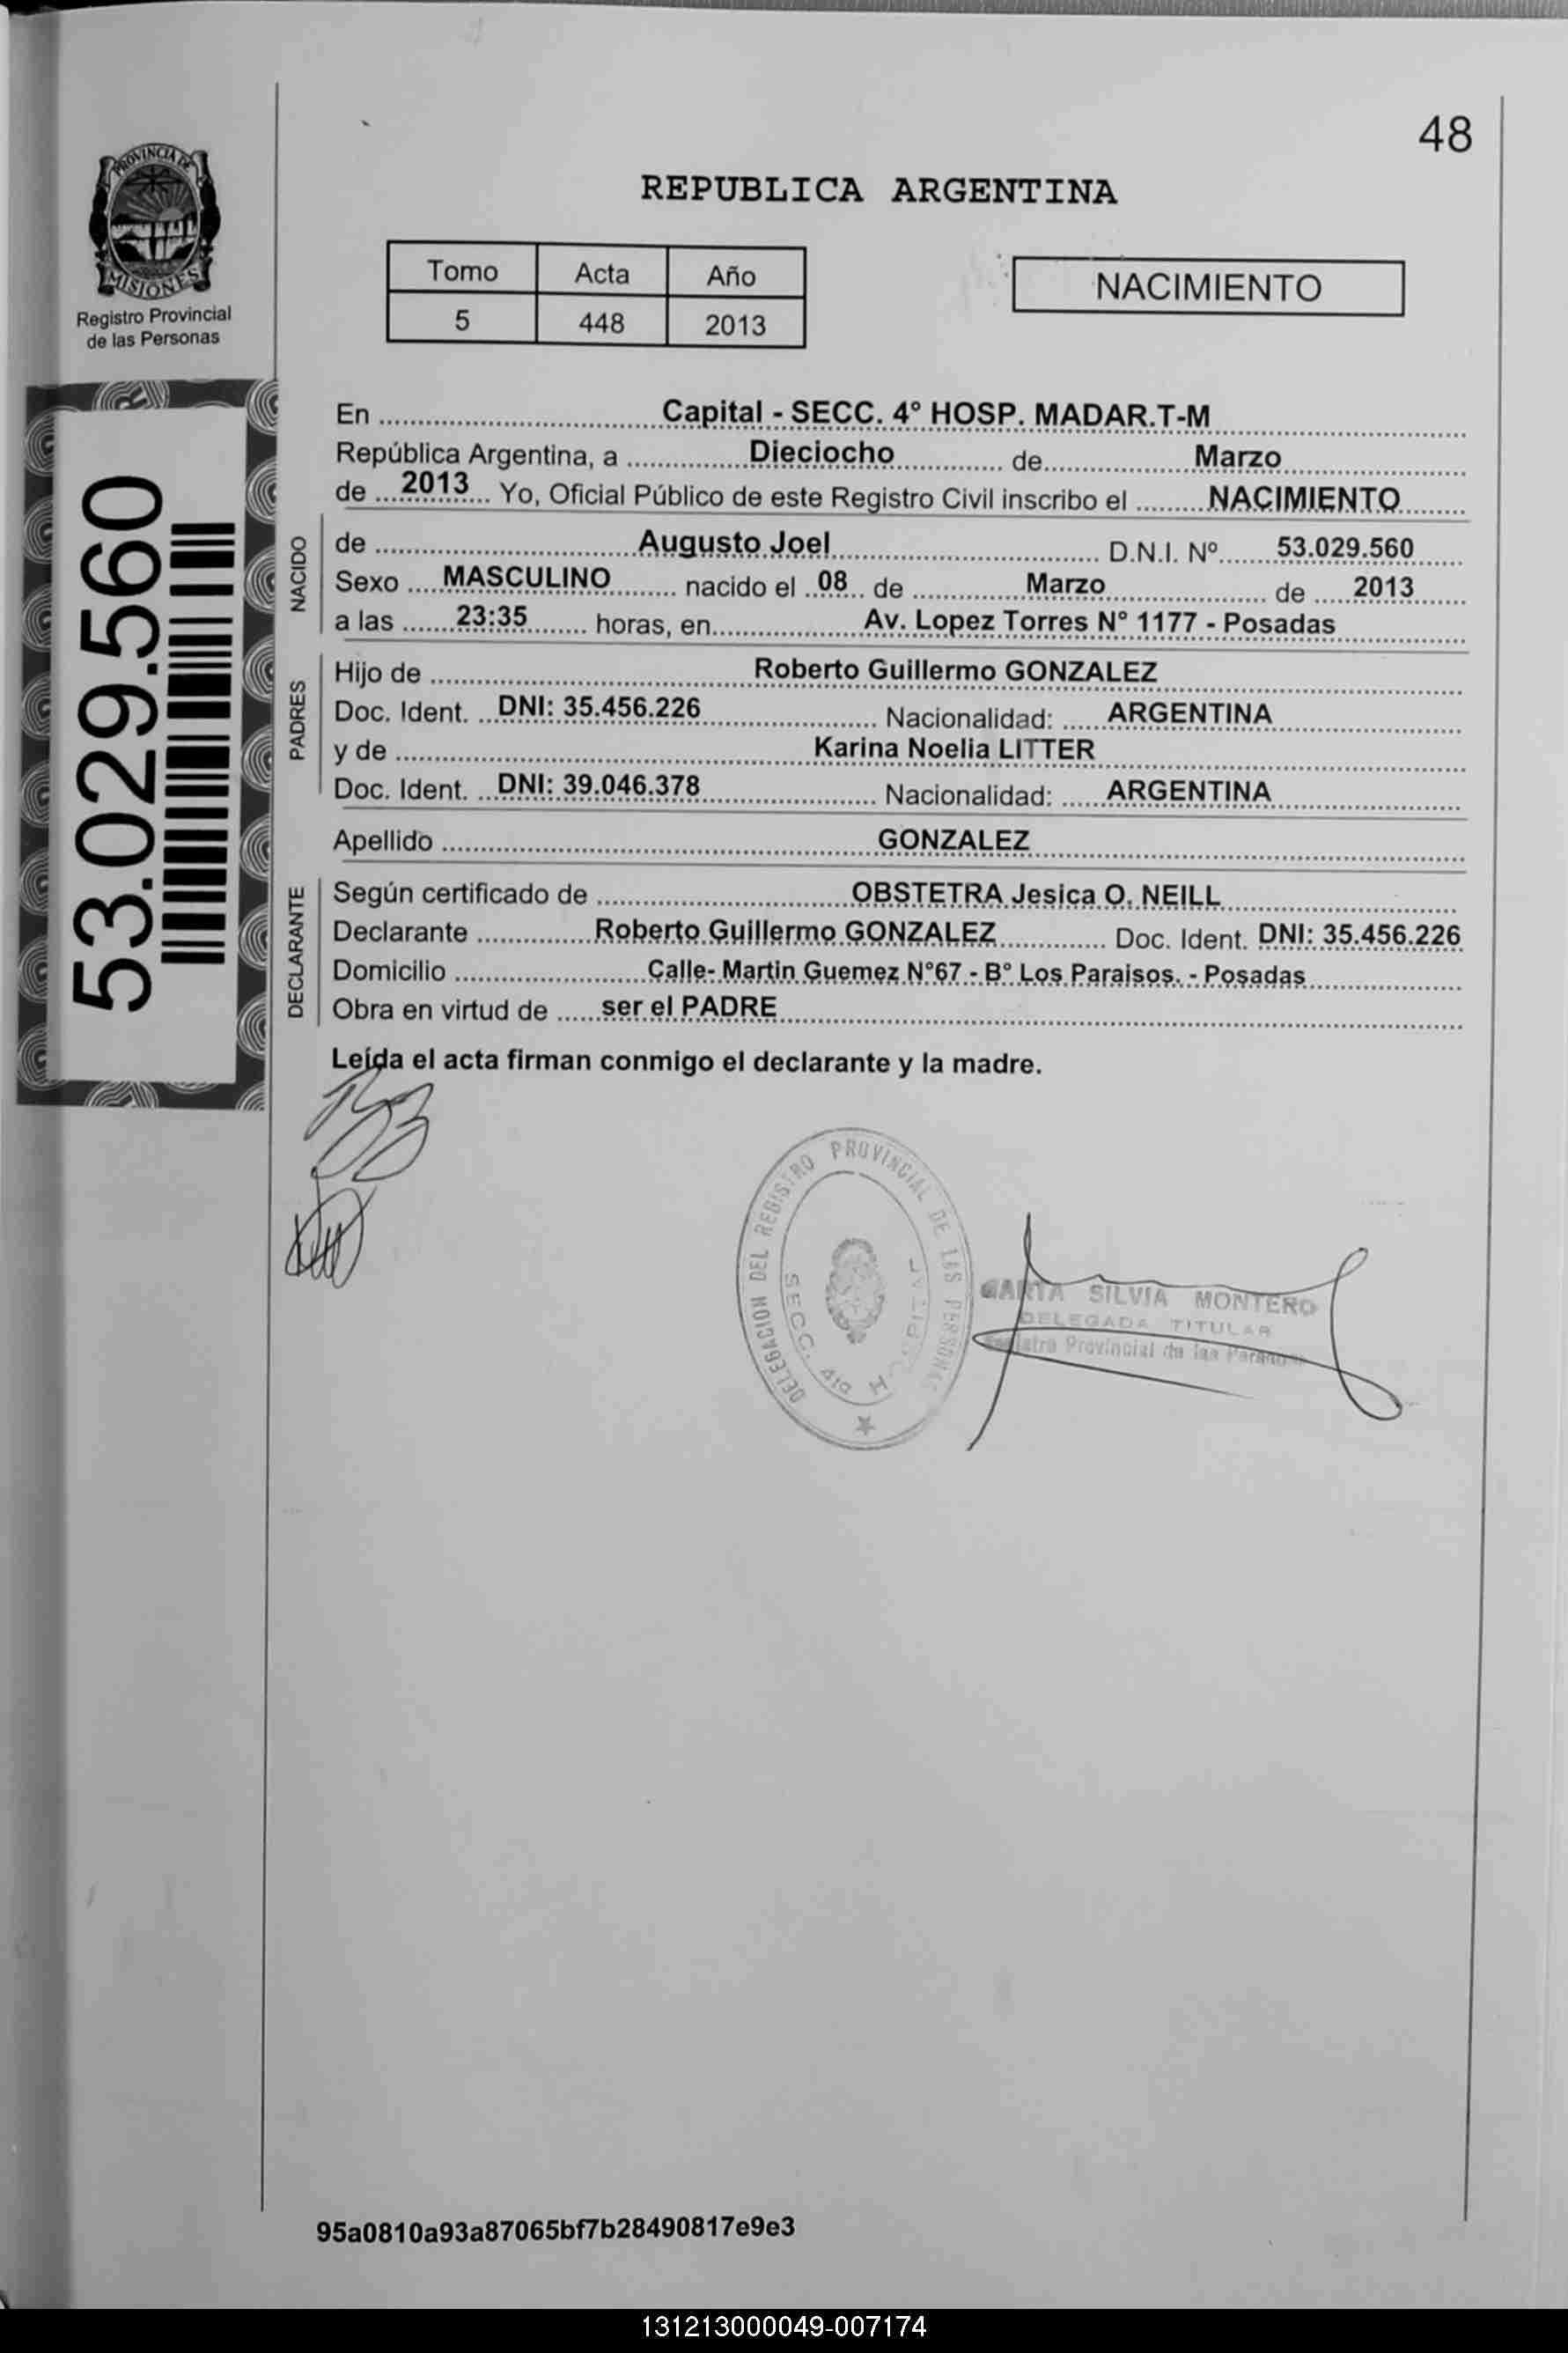 48
PROVINCIA DE
MISIONES
Registro Provincial
de las Personas
REPUBLICA ARGENTINA
Tomo Acta Año
5 448 2013
NACIMIENTO
53.029.560
En Capital - SECC. 4° HOSP. MADAR.T-M
República Argentina, a Dieciocho de Marzo
de 2013 Yo, Oficial Público de este Registro Civil inscribo el NACIMIENTO
NACIDO
de Augusto Joel D.N.I. Nº 53.029.560
Sexo MASCULINO nacido el 08 de Marzo de 2013
a las 23:35 horas, en Av. Lopez Torres N° 1177 - Posadas
PADRES
Hijo de Roberto Guillermo GONZALEZ
Doc. Ident. DNI: 35.456.226 Nacionalidad: ARGENTINA
y de Karina Noelia LITTER
Doc. Ident. DNI: 39.046.378 Nacionalidad: ARGENTINA
Apellido GONZALEZ
DECLARANTE
Según certificado de OBSTETRA Jesica O. NEILL
Declarante Roberto Guillermo GONZALEZ Doc. Ident. DNI: 35.456.226
Domicilio Calle- Martin Guemez N°67 - B° Los Paraisos. - Posadas
Obra en virtud de ser el PADRE
Leída el acta firman conmigo el declarante y la madre.
DELEGACION DEL REGISTRO PROVINCIAL DE LAS PERSONAS
SECC. 4ta HOSPITAL
SILVIA MONTERO
DELEGADA TITULAR
Registro Provincial de las Personas
95a0810a93a87065bf7b28490817e9e3
131213000049-007174